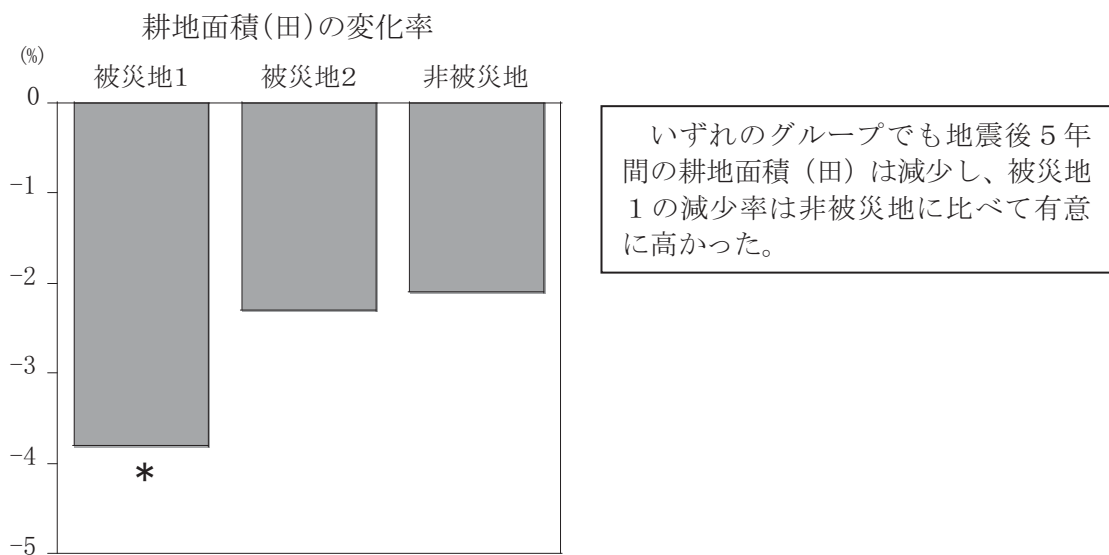 耕地面積(田)の変化率
(%)
被災地1 被災地2 非被災地
0
-1
-2
-3
-4
-5
*
いずれのグループでも地震後5年
間の耕地面積（田）は減少し、被災地
1の減少率は非被災地に比べて有意
に高かった。